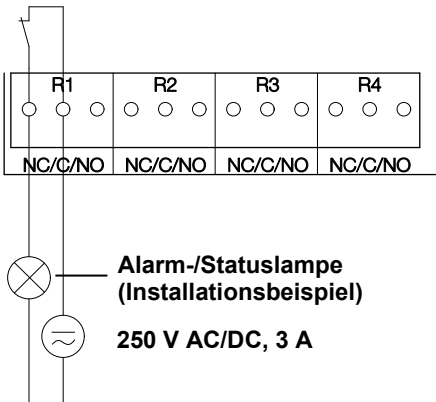 R1 R2 R3 R4
NC/C/NO NC/C/NO NC/C/NO NC/C/NO
Alarm-/Statuslampe
(Installationsbeispiel)
250 V AC/DC, 3 A